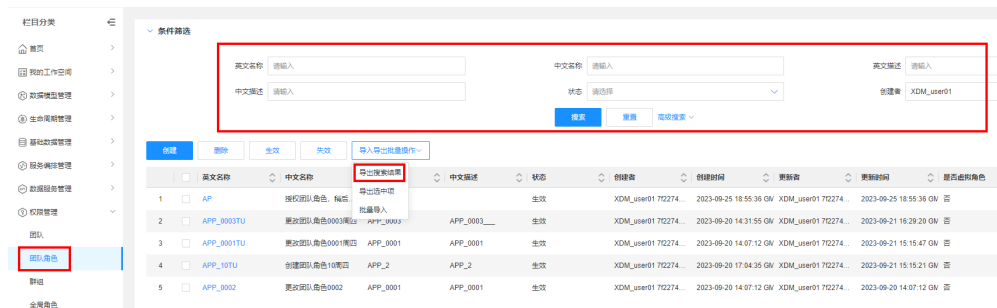 栏目分类
首页
我的工作空间
数据模型管理
生命周期管理
基础数据管理
服务编排管理
数据服务管理
权限管理
团队
团队角色
群组
全局角色
条件筛选
英文名称 请输入 中文名称 请输入 英文描述 请输入
中文描述 请输入 状态 请选择 创建者 XDM_user01
搜索 重置 高级搜索
创建 删除 生效 失效 导入导出批量操作
导出搜索结果
导出选中项
批量导入
英文名称 中文名称 中文描述 状态 创建者 创建时间 更新者 更新时间 是否虚拟角色
1 AP 授权团队角色，稍后 生效 XDM_user01 7f2274... 2023-09-25 18:55:36 GM XDM_user01 7f2274... 2023-09-25 18:55:36 GM 否
2 APP_0003TU 更改团队角色0003周四 APP_0003 APP_0003___ 生效 XDM_user01 7f2274... 2023-09-20 14:31:55 GM XDM_user01 7f2274... 2023-09-21 16:29:20 GM 否
3 APP_0001TU 更改团队角色0001周四 APP_0001 APP_0001 生效 XDM_user01 7f2274... 2023-09-20 14:07:12 GM XDM_user01 7f2274... 2023-09-21 15:15:47 GM 否
4 APP_10TU 创建团队角色10周四 APP_2 APP_2 生效 XDM_user01 7f2274... 2023-09-20 17:04:35 GM XDM_user01 7f2274... 2023-09-21 15:15:21 GM 否
5 APP_0002 更改团队角色0002 APP_0001 APP_0001 生效 XDM_user01 7f2274... 2023-09-20 14:07:12 GM XDM_user01 7f2274... 2023-09-20 14:07:12 GM 否